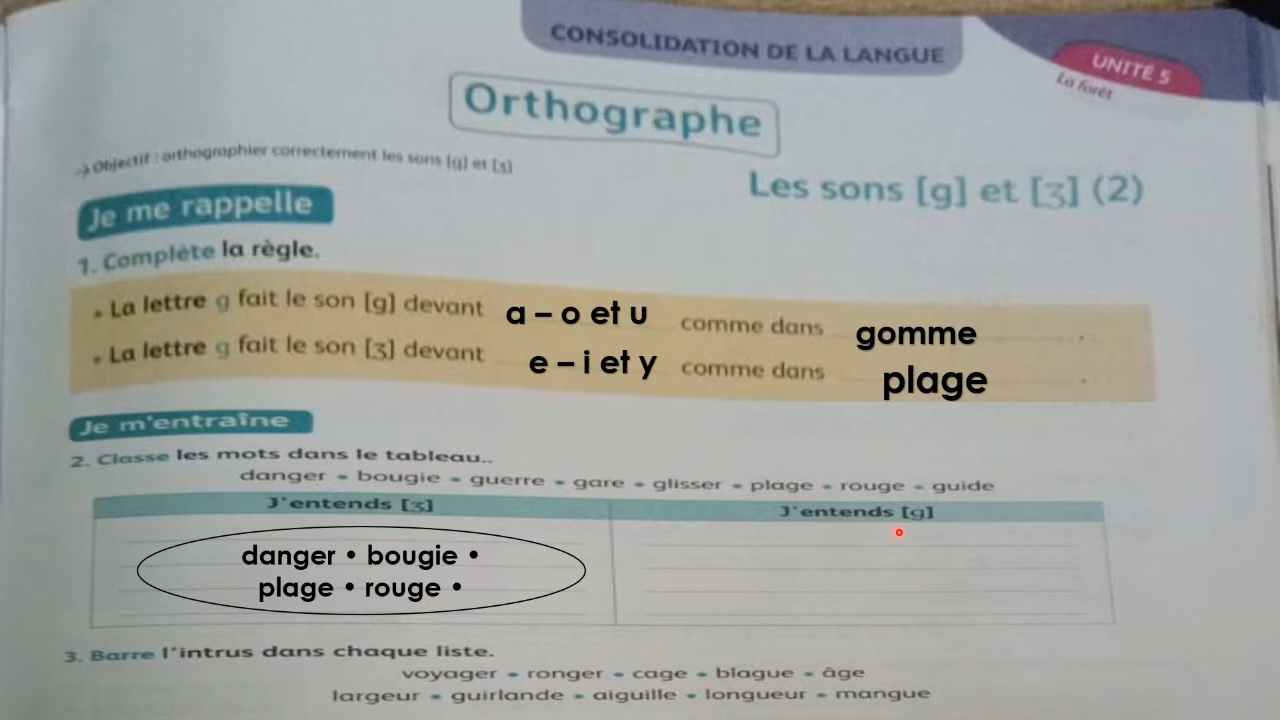 CONSOLIDATION DE LA LANGUE
UNITÉ 5
La forêt
Orthographe
→ Objectif : orthographier correctement les sons [g] et [ʒ]
Les sons [g] et [ʒ] (2)
Je me rappelle
1. Complète la règle.
• La lettre g fait le son [g] devant a – o et u comme dans gomme .
• La lettre g fait le son [ʒ] devant e – i et y comme dans plage .
Je m'entraîne
2. Classe les mots dans le tableau..
danger • bougie • guerre • gare • glisser • plage • rouge • guide
J'entends [ʒ] J'entends [g]
danger • bougie •
plage • rouge •
3. Barre l'intrus dans chaque liste.
voyager • ronger • cage • blague • âge
largeur • guirlande • aiguille • longueur • mangue